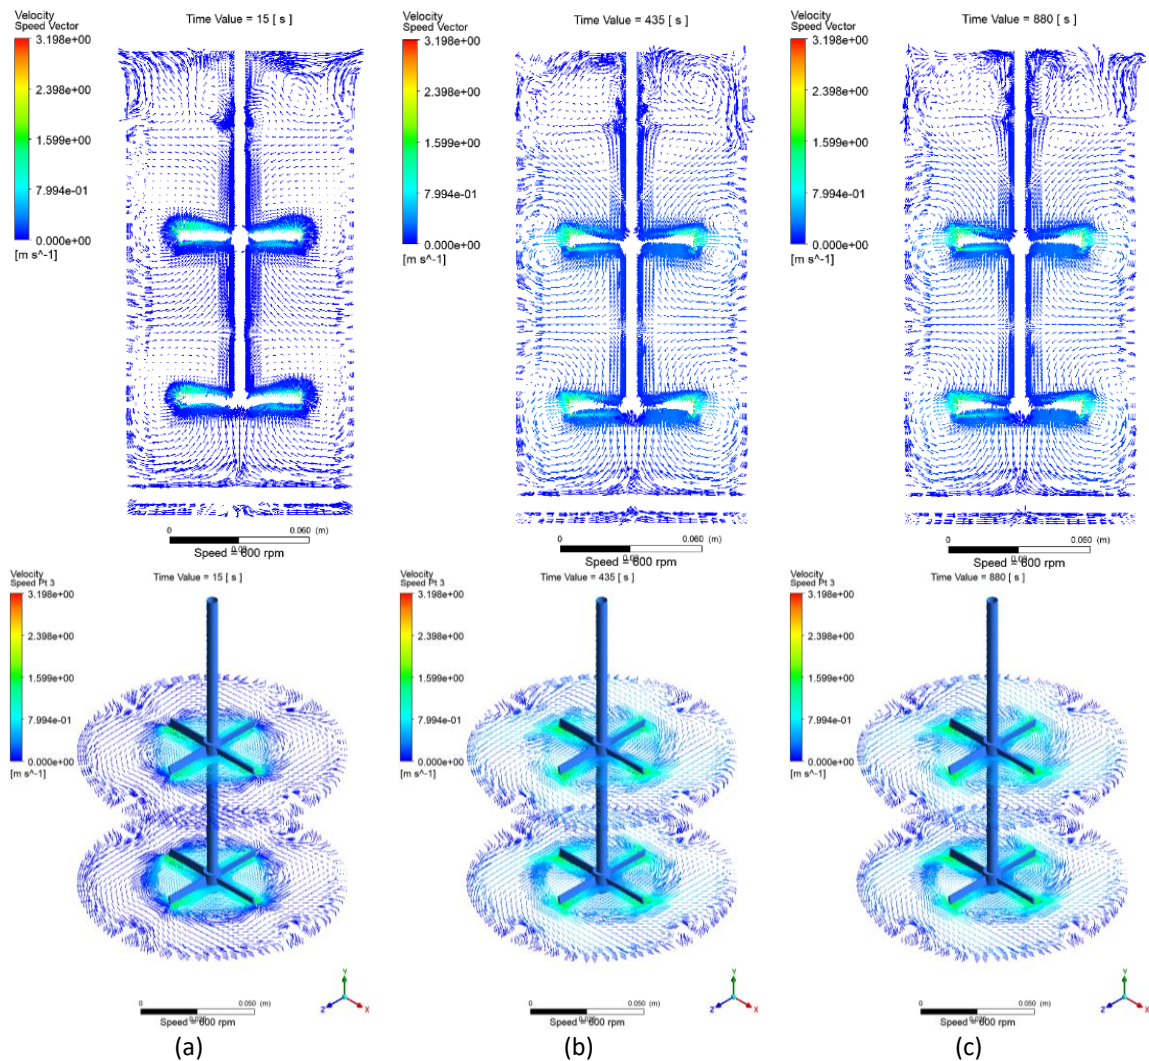 Velocity
Speed Vector
Time Value = 15 [ s ]
3.198e+00
2.398e+00
1.599e+00
7.994e-01
0.000e+00
[m s^-1]
0
0.060 (m)
Speed = 600 rpm
Velocity
Speed Vector
Time Value = 435 [ s ]
3.198e+00
2.398e+00
1.599e+00
7.994e-01
0.000e+00
[m s^-1]
0
0.060 (m)
Speed = 600 rpm
Velocity
Speed Vector
Time Value = 880 [ s ]
3.198e+00
2.398e+00
1.599e+00
7.994e-01
0.000e+00
[m s^-1]
0
0.060 (m)
Speed = 600 rpm
Velocity
Speed Pt 3
Time Value = 15 [ s ]
3.198e+00
2.398e+00
1.599e+00
7.994e-01
0.000e+00
[m s^-1]
0
0.050 (m)
Speed = 600 rpm
Y
Z
X
(a)
Velocity
Speed Pt 3
Time Value = 435 [ s ]
3.198e+00
2.398e+00
1.599e+00
7.994e-01
0.000e+00
[m s^-1]
0
0.050 (m)
Speed = 600 rpm
Y
Z
X
(b)
Velocity
Speed Pt 3
Time Value = 880 [ s ]
3.198e+00
2.398e+00
1.599e+00
7.994e-01
0.000e+00
[m s^-1]
0
0.050 (m)
Speed = 600 rpm
Y
Z
X
(c)